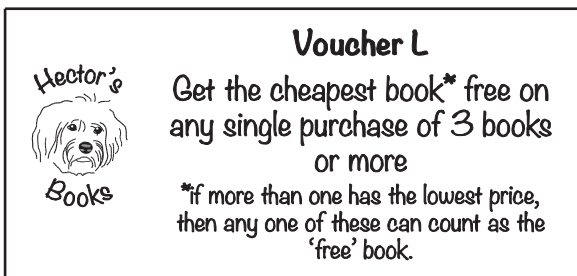 Voucher L
Hector's
Books
Get the cheapest book* free on
any single purchase of 3 books
or more
*if more than one has the lowest price,
then any one of these can count as the
'free' book.